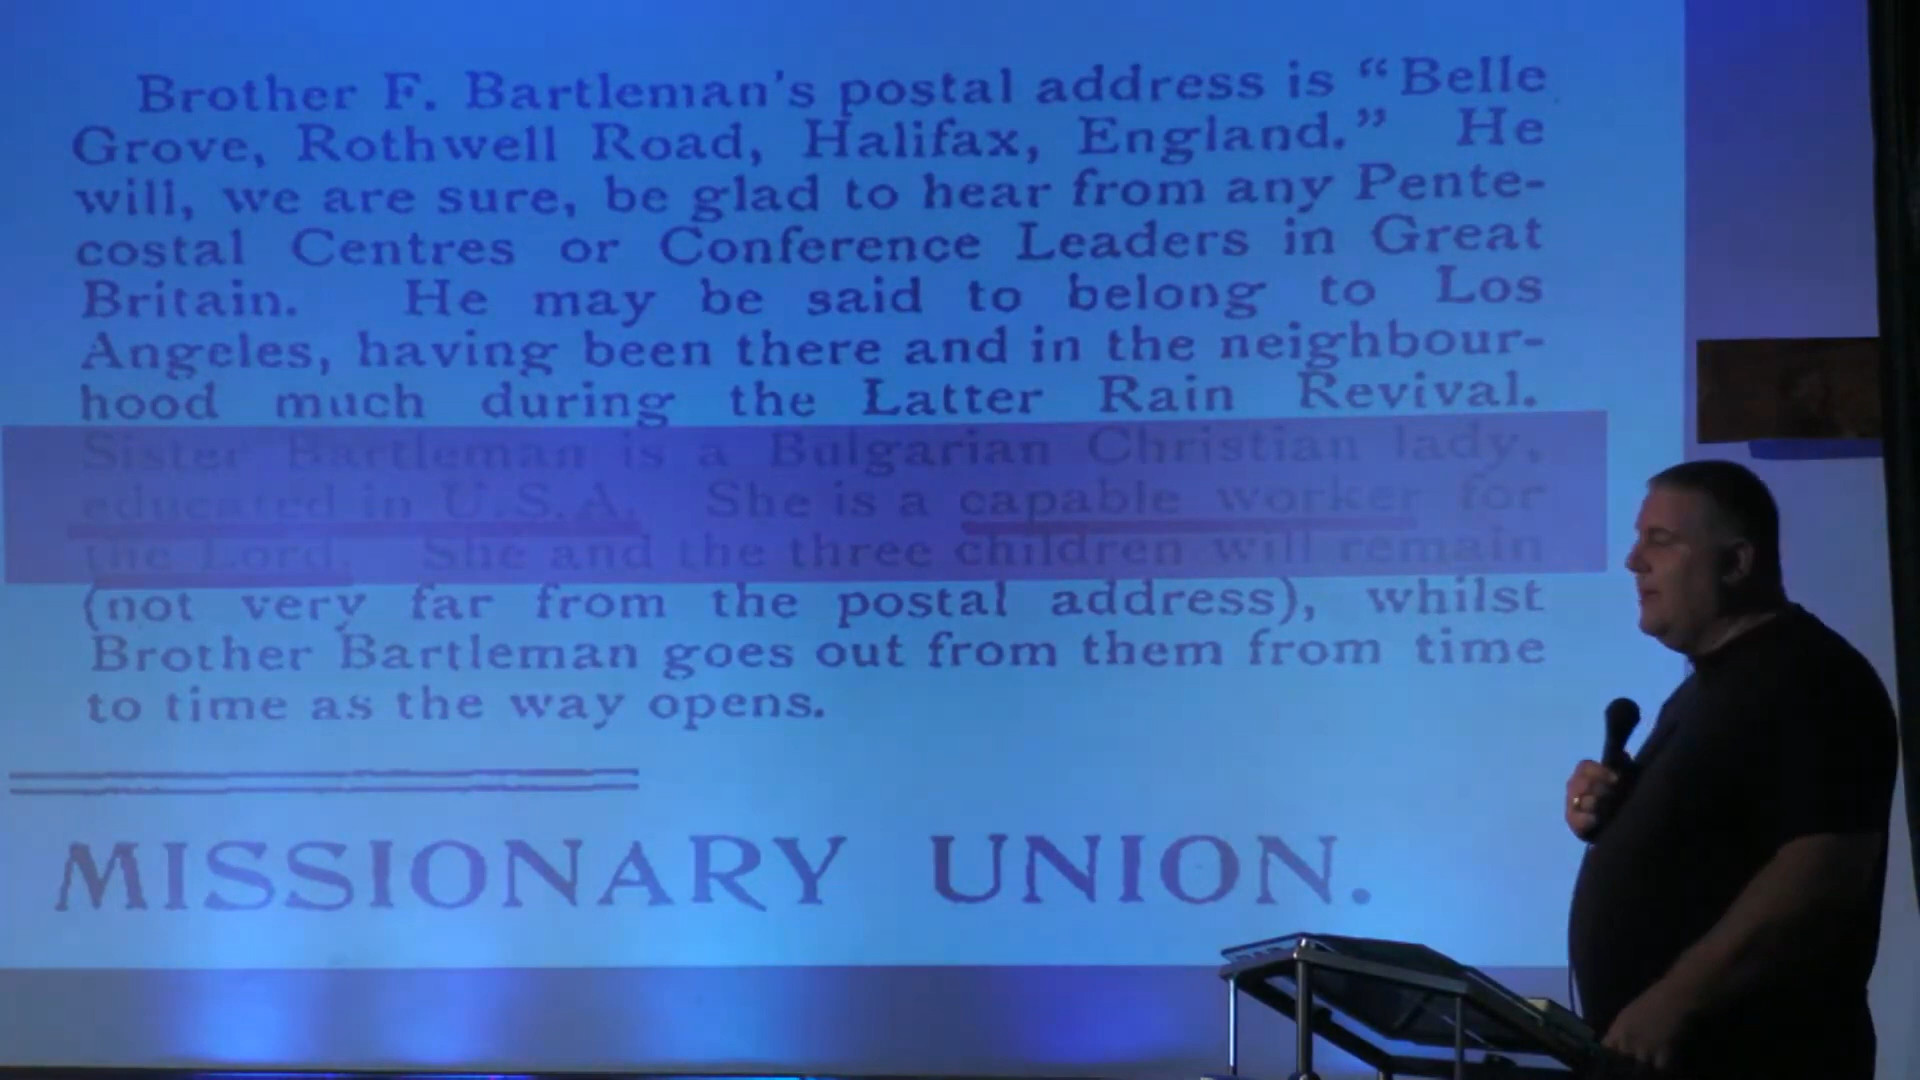 Brother F. Bartleman's postal address is “Belle
Grove, Rothwell Road, Halifax, England.” He
will, we are sure, be glad to hear from any Pente-
costal Centres or Conference Leaders in Great
Britain. He may be said to belong to Los
Angeles, having been there and in the neighbour-
hood much during the Latter Rain Revival.
Sister Bartleman is a Bulgarian Christian lady,
educated in U.S.A. She is a capable worker for
the Lord. She and the three children will remain
(not very far from the postal address), whilst
Brother Bartleman goes out from them from time
to time as the way opens.
MISSIONARY UNION.